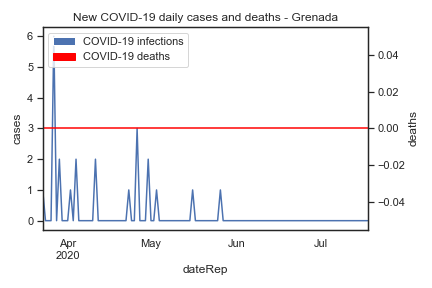 New COVID-19 daily cases and deaths - Grenada
COVID-19 infections
COVID-19 deaths
6
5
4
3
2
1
0
cases
0.04
0.02
0.00
−0.02
−0.04
deaths
Apr
2020
May
Jun
Jul
dateRep